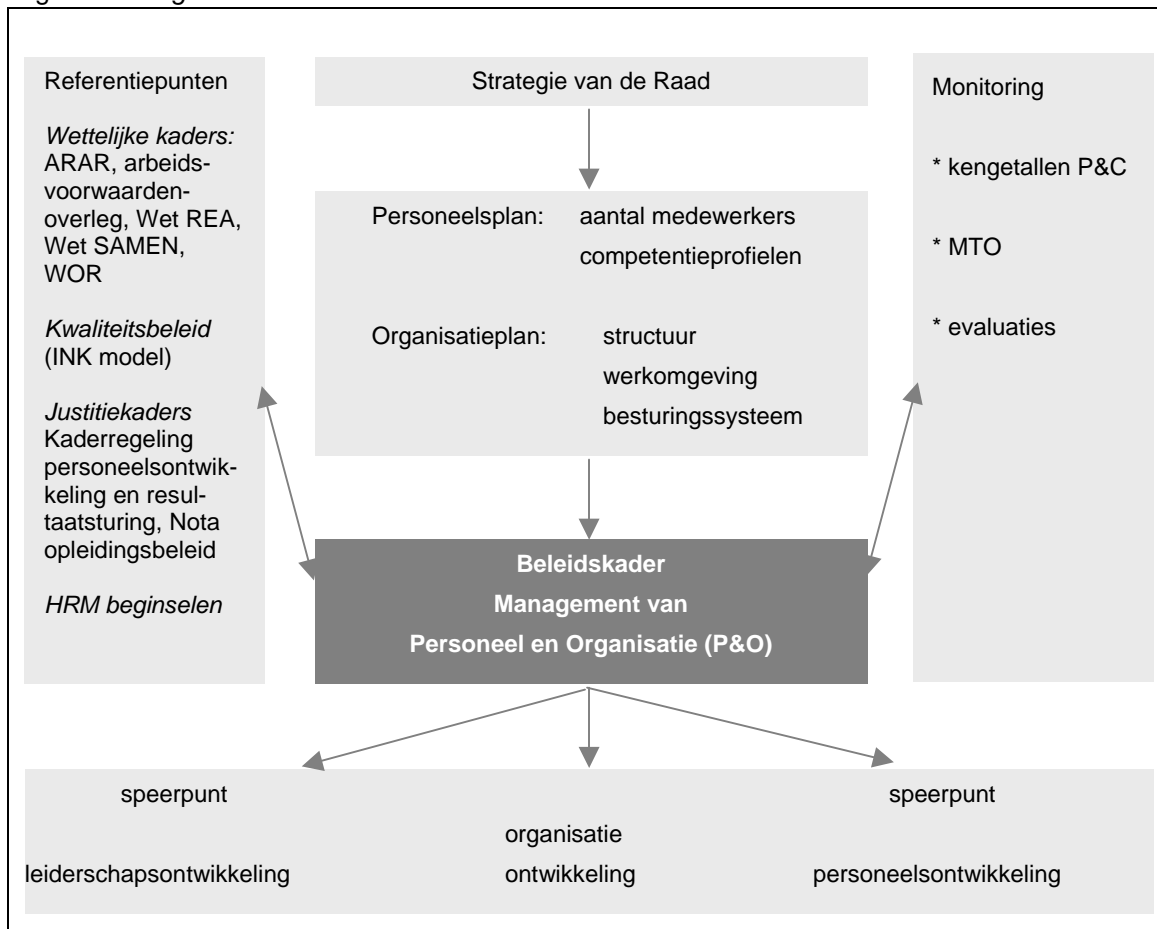 Referentiepunten
Wettelijke kaders:
ARAR, arbeids-
voorwaarden-
overleg, Wet REA,
Wet SAMEN,
WOR
Kwaliteitsbeleid
(INK model)
Justitiekaders
Kaderregeling
personeelsontwik-
keling en resul-
taatsturing, Nota
opleidingsbeleid
HRM beginselen
Strategie van de Raad
Personeelsplan: aantal medewerkers
competentieprofielen
Organisatieplan: structuur
werkomgeving
besturingssysteem
Beleidskader
Management van
Personeel en Organisatie (P&O)
Monitoring
* kengetallen P&C
* MTO
* evaluaties
speerpunt speerpunt
organisatie
leiderschapsontwikkeling ontwikkeling personeelsontwikkeling